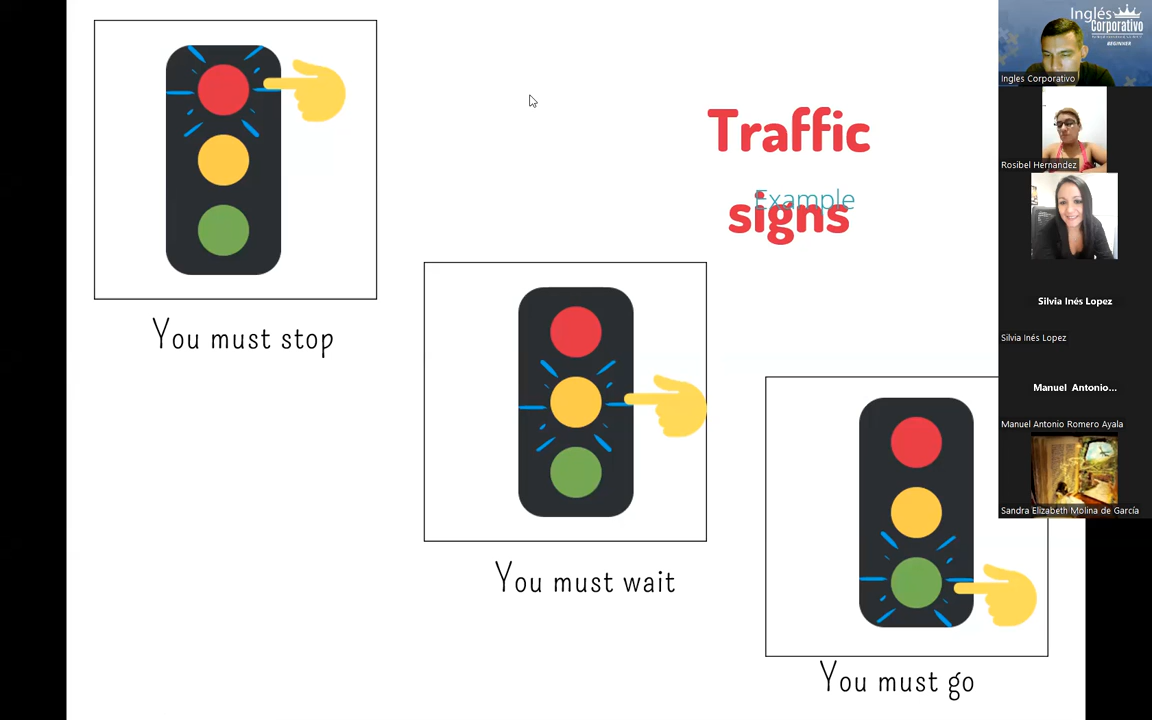 Traffic
Example
signs
You must stop
You must wait
You must go
Inglés
Corporativo
BEGINNER
Ingles Corporativo
Rosibel Hernandez
Silvia Inés Lopez
Silvia Inés Lopez
Manuel Antonio...
Manuel Antonio Romero Ayala
Sandra Elizabeth Molina de García